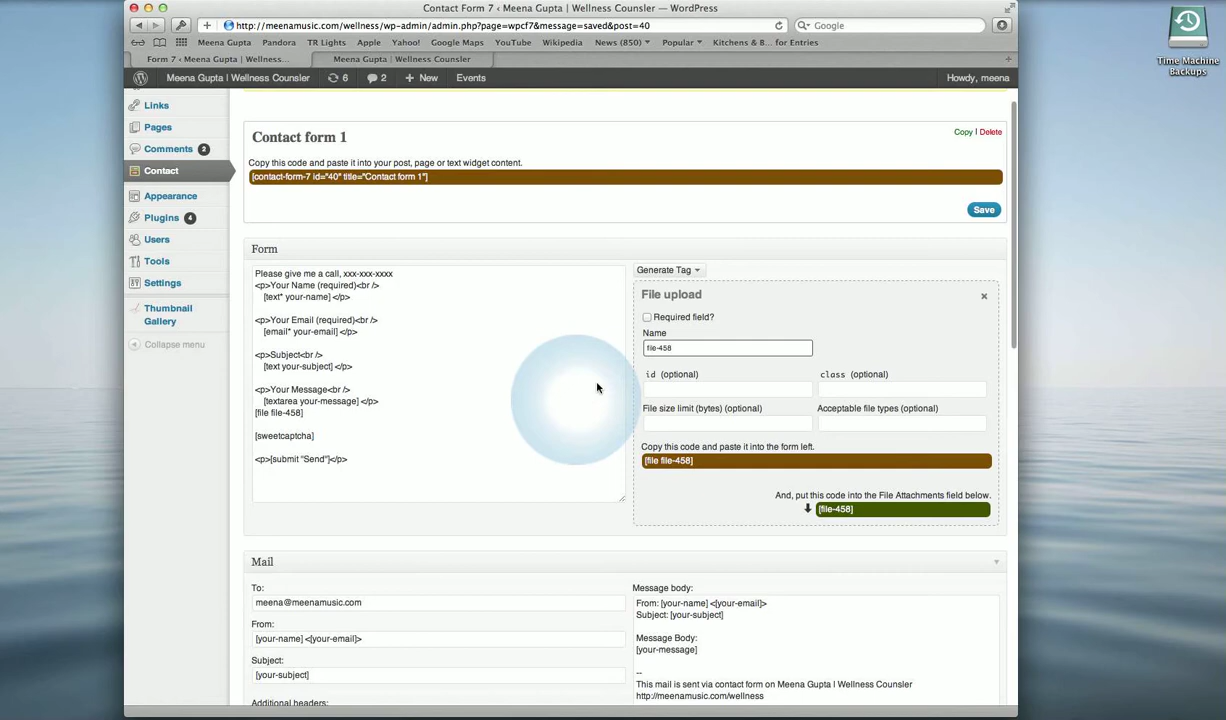 Contact Form 7 ‹ Meena Gupta | Wellness Counsler — WordPress
http://meenamusic.com/wellness/wp-admin/admin.php?page=wpcf7&message=saved&post=40
Google
Meena Gupta Pandora TR Lights Apple Yahoo! Google Maps YouTube Wikipedia News (850) Popular Kitchens & B... for Entries
Form 7 ‹ Meena Gupta | Wellness... Meena Gupta | Wellness Counsler
Meena Gupta | Wellness Counsler 6 2 + New Events Howdy, meena
Time Machine
Backups
Links
Pages
Comments 2
Contact
Appearance
Plugins 4
Users
Tools
Settings
Thumbnail
Gallery
Collapse menu
Contact form 1
Copy | Delete
Copy this code and paste it into your post, page or text widget content.
[contact-form-7 id="40" title="Contact form 1"]
Save
Form
Please give me a call, xxx-xxx-xxxx
<p>Your Name (required)<br />
[text* your-name] </p>
<p>Your Email (required)<br />
[email* your-email] </p>
<p>Subject<br />
[text your-subject] </p>
<p>Your Message<br />
[textarea your-message] </p>
[file file-458]
[sweetcaptcha]
<p>[submit "Send"]</p>
Generate Tag
File upload
×
Required field?
Name
file-458
id (optional) class (optional)
File size limit (bytes) (optional) Acceptable file types (optional)
Copy this code and paste it into the form left.
[file file-458]
And, put this code into the File Attachments field below.
[file-458]
Mail
To:
meena@meenamusic.com
From:
[your-name] <[your-email]>
Subject:
[your-subject]
Additional headers:
Message body:
From: [your-name] <[your-email]>
Subject: [your-subject]
Message Body:
[your-message]
--
This mail is sent via contact form on Meena Gupta | Wellness Counsler
http://meenamusic.com/wellness